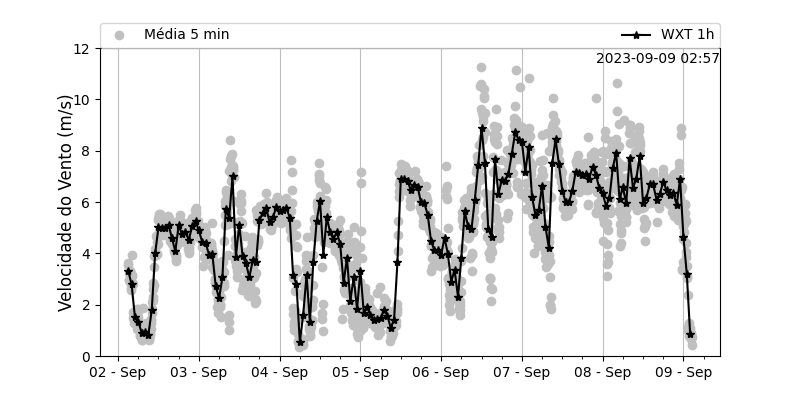 Média 5 min
WXT 1h
2023-09-09 02:57
Velocidade do Vento (m/s)
12
10
8
6
4
2
0
02 - Sep
03 - Sep
04 - Sep
05 - Sep
06 - Sep
07 - Sep
08 - Sep
09 - Sep